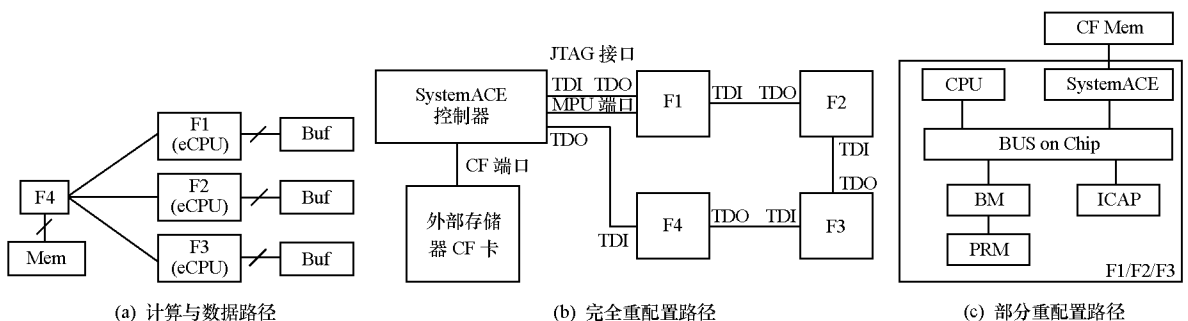 F4
Mem
F1
(eCPU)
Buf
F2
(eCPU)
Buf
F3
(eCPU)
Buf
(a) 计算与数据路径
JTAG 接口
SystemACE
控制器
TDI TDO
MPU 端口
TDO
F1
TDI TDO
F2
TDI
TDO
CF 端口
外部存储
器 CF 卡
TDI
F4
TDO TDI
F3
(b) 完全重配置路径
CF Mem
CPU
SystemACE
BUS on Chip
BM
ICAP
PRM
F1/F2/F3
(c) 部分重配置路径